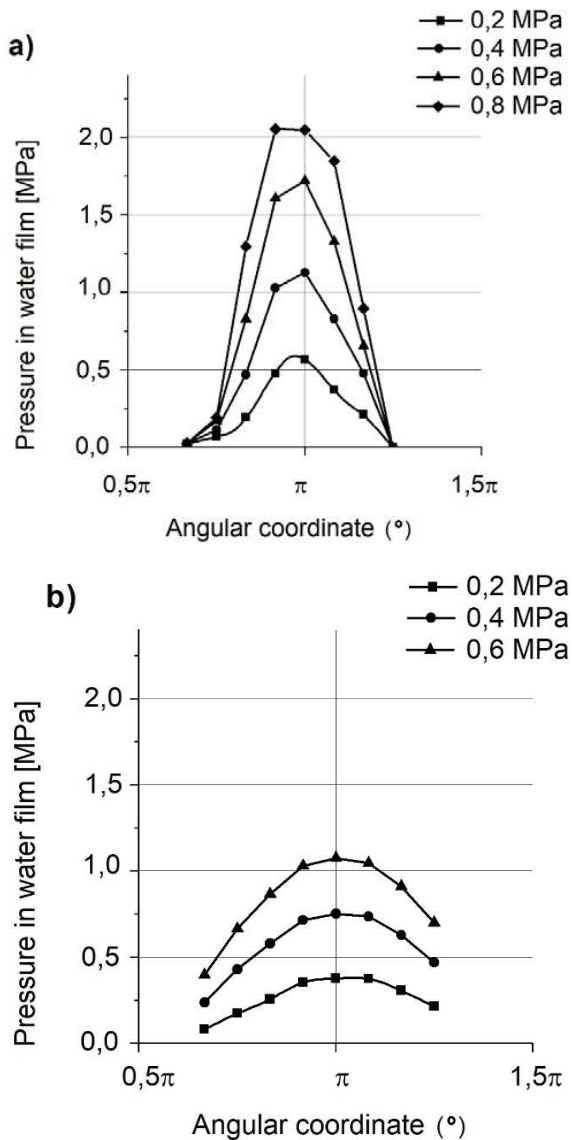 a)
0,2 MPa
0,4 MPa
0,6 MPa
0,8 MPa
Pressure in water film [MPa]
2,0
1,5
1,0
0,5
0,0
0,5π
π
1,5π
Angular coordinate (°)
b)
0,2 MPa
0,4 MPa
0,6 MPa
Pressure in water film [MPa]
2,0
1,5
1,0
0,5
0,0
0,5π
π
1,5π
Angular coordinate (°)